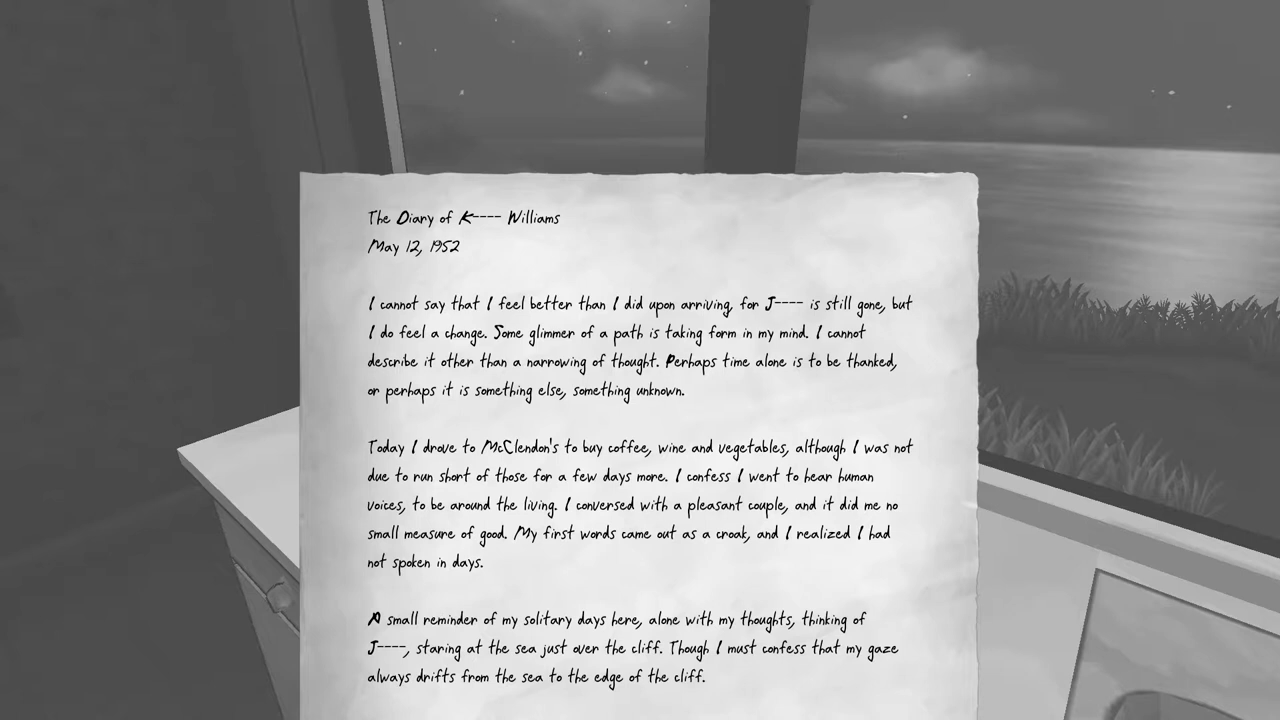 The Diary of K---- Williams
May 12, 1952
I cannot say that I feel better than I did upon arriving, for J---- is still gone, but
I do feel a change. Some glimmer of a path is taking form in my mind. I cannot
describe it other than a narrowing of thought. Perhaps time alone is to be thanked,
or perhaps it is something else, something unknown.
Today I drove to McClendon's to buy coffee, wine and vegetables, although I was not
due to run short of those for a few days more. I confess I went to hear human
voices, to be around the living. I conversed with a pleasant couple, and it did me no
small measure of good. My first words came out as a croak, and I realized I had
not spoken in days.
A small reminder of my solitary days here, alone with my thoughts, thinking of
J----, staring at the sea just over the cliff. Though I must confess that my gaze
always drifts from the sea to the edge of the cliff.